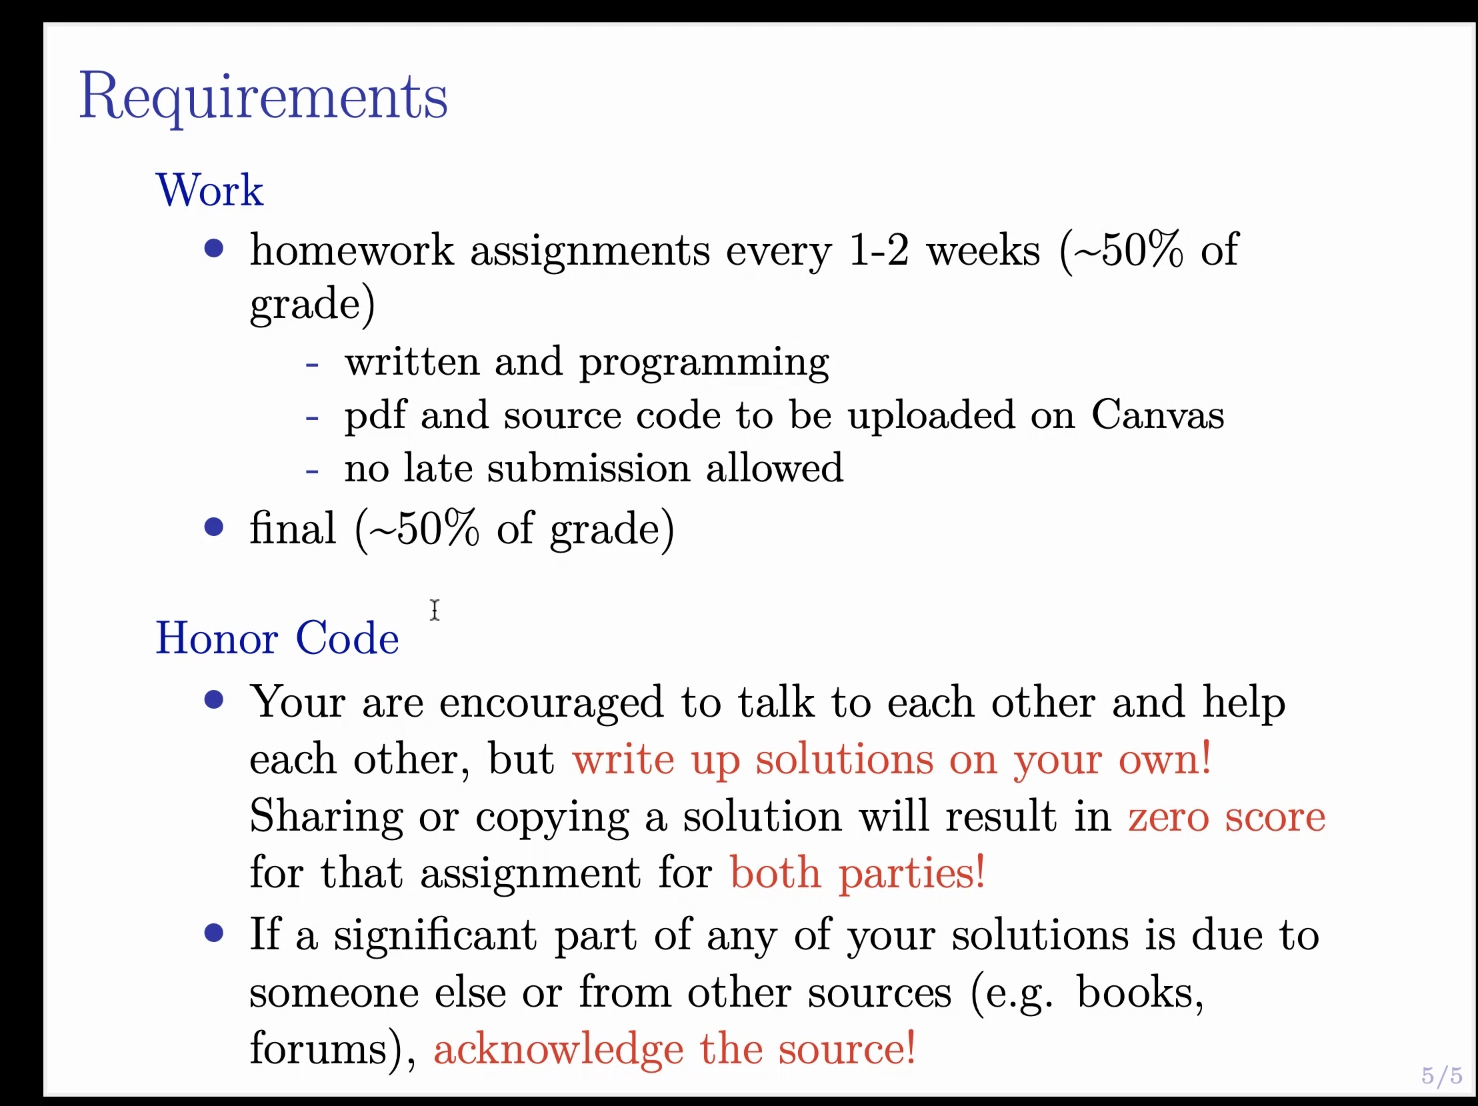 Requirements
Work
• homework assignments every 1-2 weeks (~50% of
grade)
- written and programming
- pdf and source code to be uploaded on Canvas
- no late submission allowed
• final (~50% of grade)
Honor Code
• Your are encouraged to talk to each other and help
each other, but write up solutions on your own!
Sharing or copying a solution will result in zero score
for that assignment for both parties!
• If a significant part of any of your solutions is due to
someone else or from other sources (e.g. books,
forums), acknowledge the source!
5/5